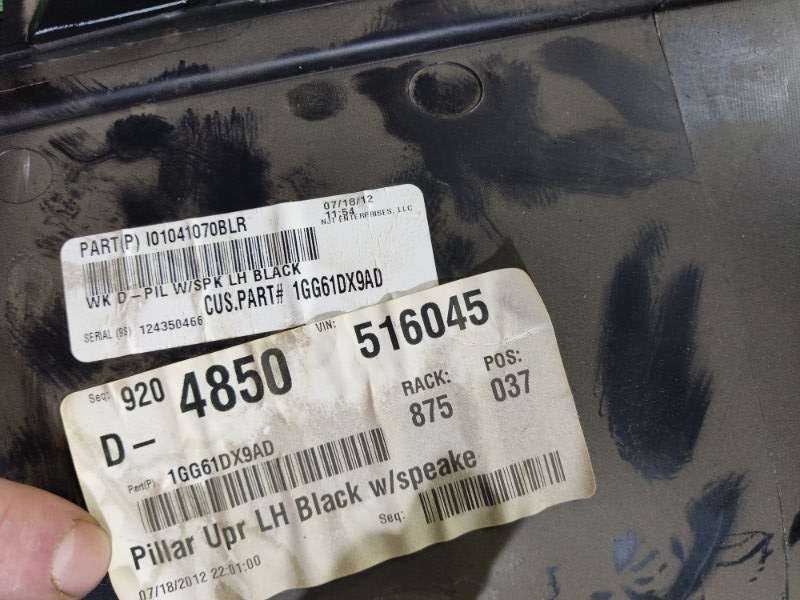 07/18/12
11:54
NJT ENTERPRISES, LLC
PART(P) I01041070BLR
WK D-PIL W/SPK LH BLACK
CUS.PART# 1GG61DX9AD
SERIAL (9S) 124350466
Seq: 920 4850
VIN: 516045
D-
RACK: 875
POS: 037
Part(P) 1GG61DX9AD
Pillar Upr LH Black w/speake
Seq:
07/18/2012 22:01:00